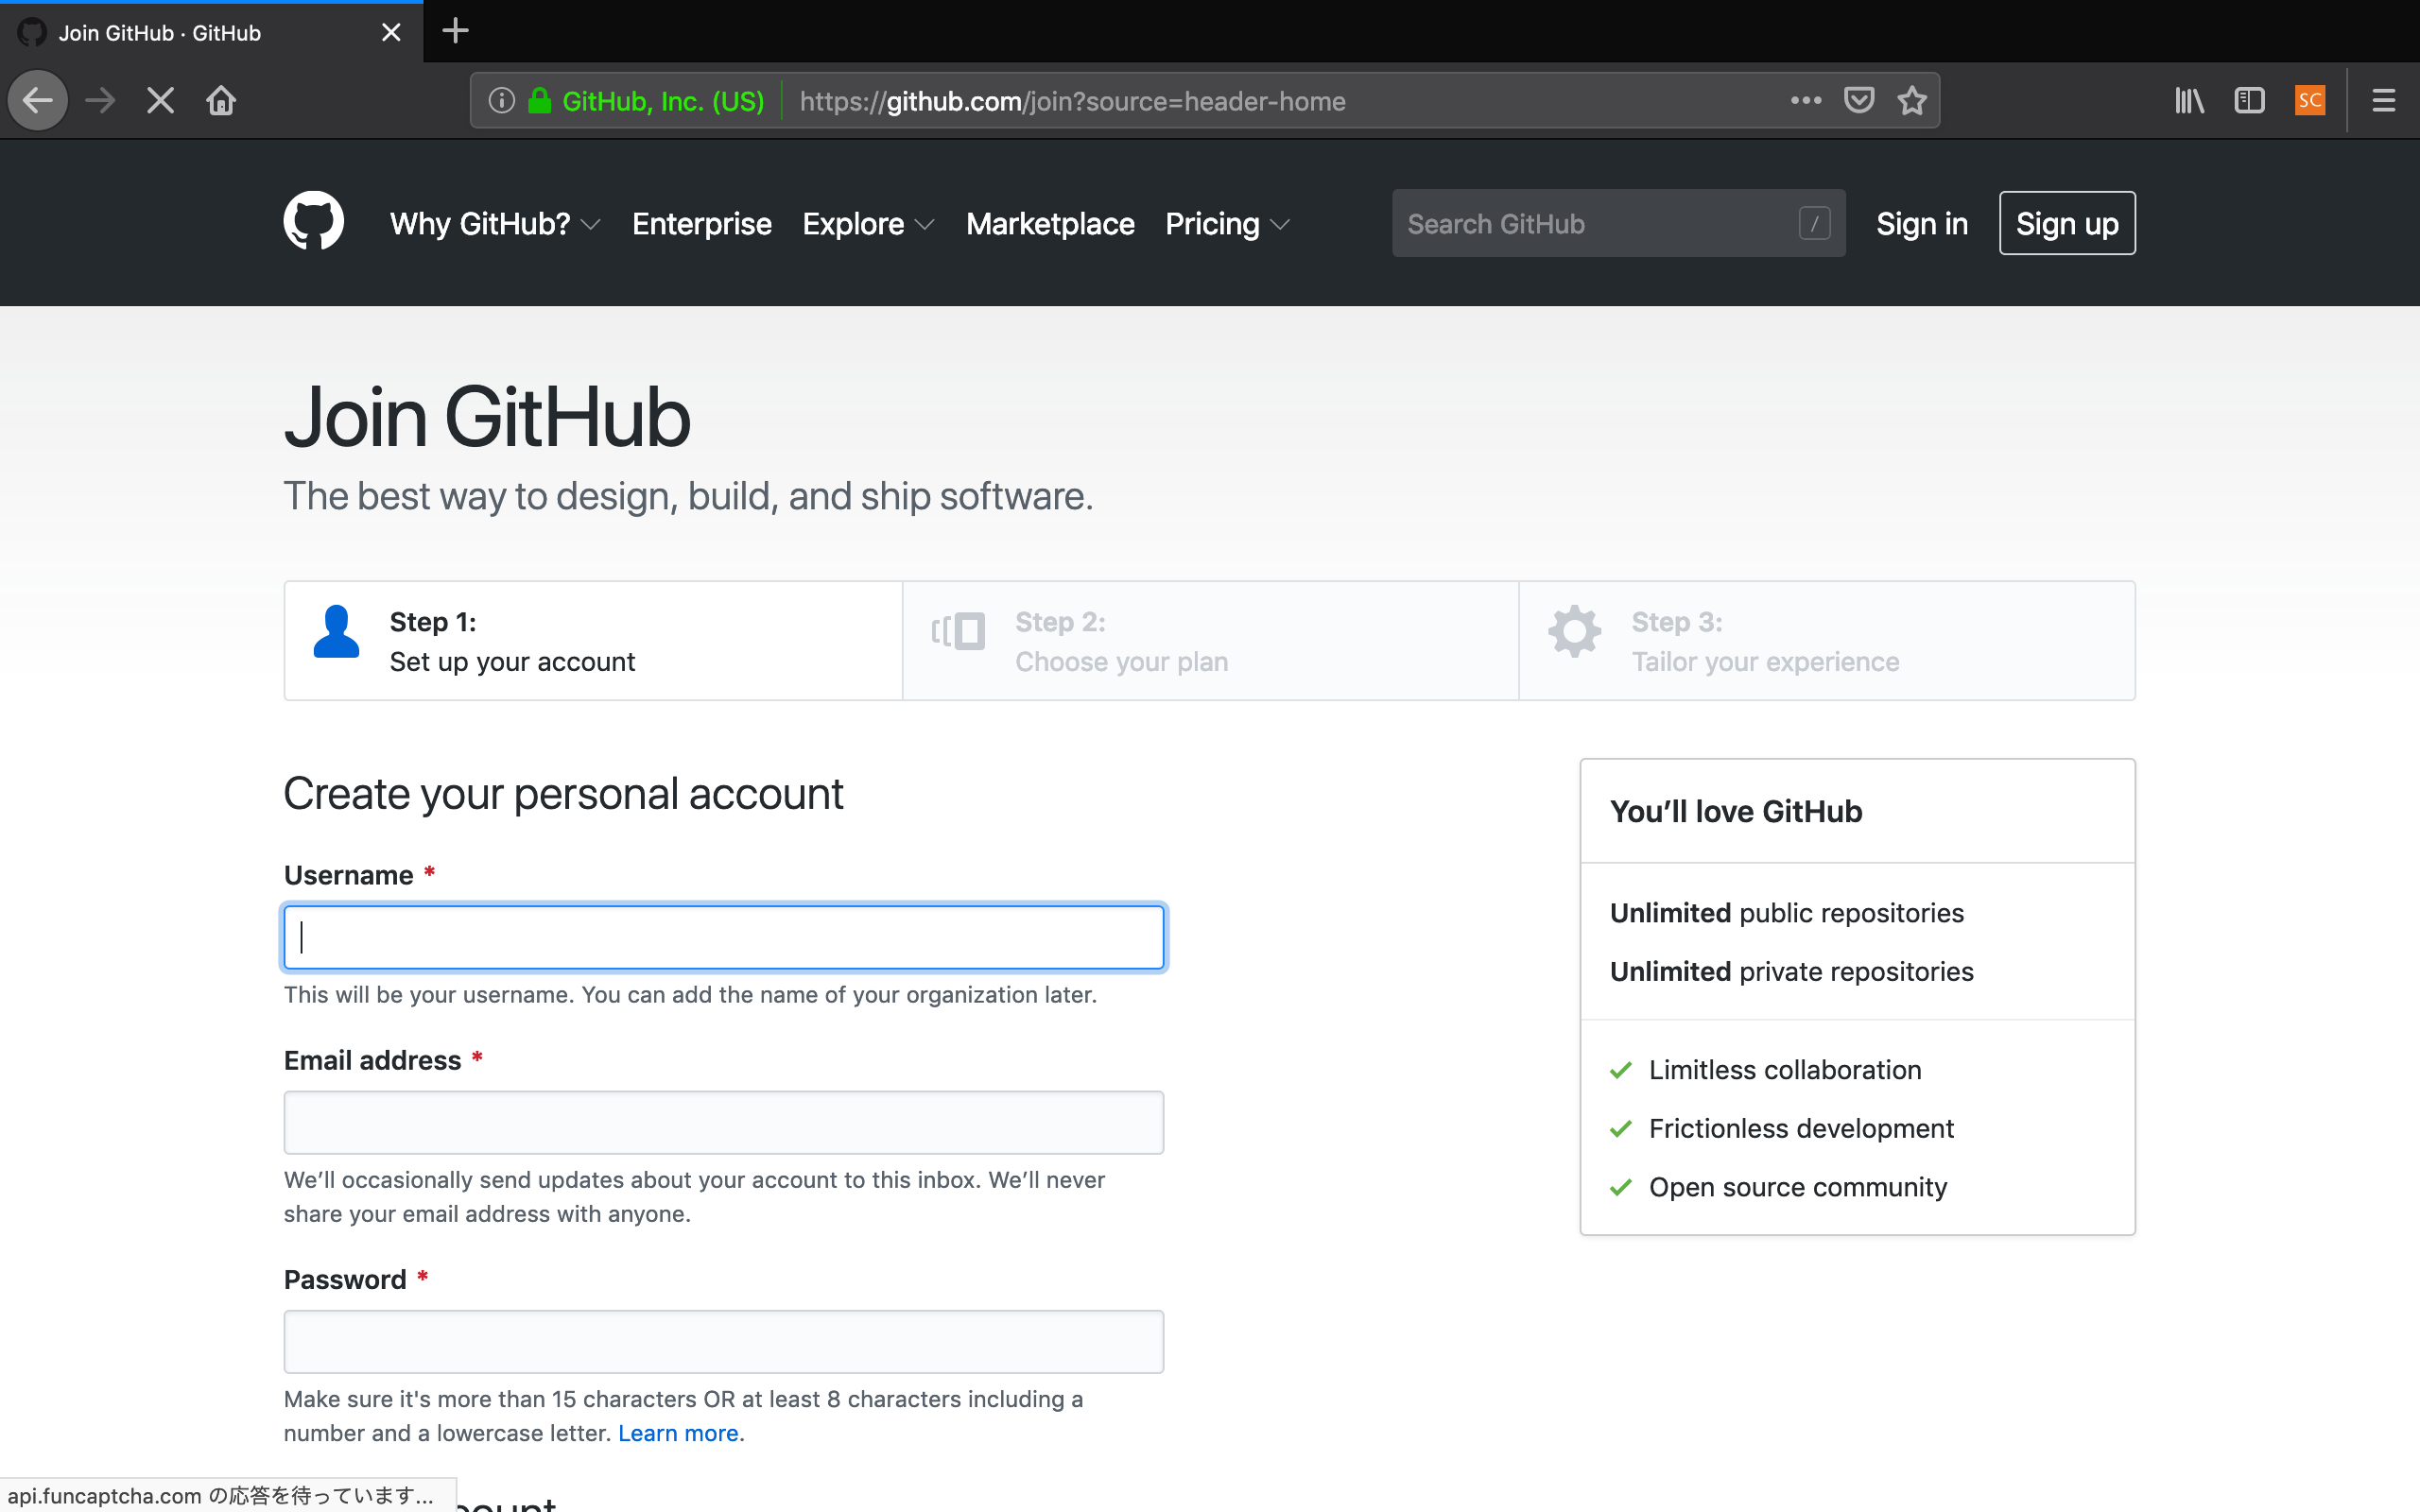 Join GitHub · GitHub
GitHub, Inc. (US) https://github.com/join?source=header-home
SC
Why GitHub? Enterprise Explore Marketplace Pricing Search GitHub / Sign in Sign up
Join GitHub
The best way to design, build, and ship software.
Step 1:
Set up your account
Step 2:
Choose your plan
Step 3:
Tailor your experience
Create your personal account
Username *
This will be your username. You can add the name of your organization later.
Email address *
We’ll occasionally send updates about your account to this inbox. We’ll never
share your email address with anyone.
Password *
Make sure it's more than 15 characters OR at least 8 characters including a
number and a lowercase letter. Learn more.
You’ll love GitHub
Unlimited public repositories
Unlimited private repositories
Limitless collaboration
Frictionless development
Open source community
api.funcaptcha.com の応答を待っています...